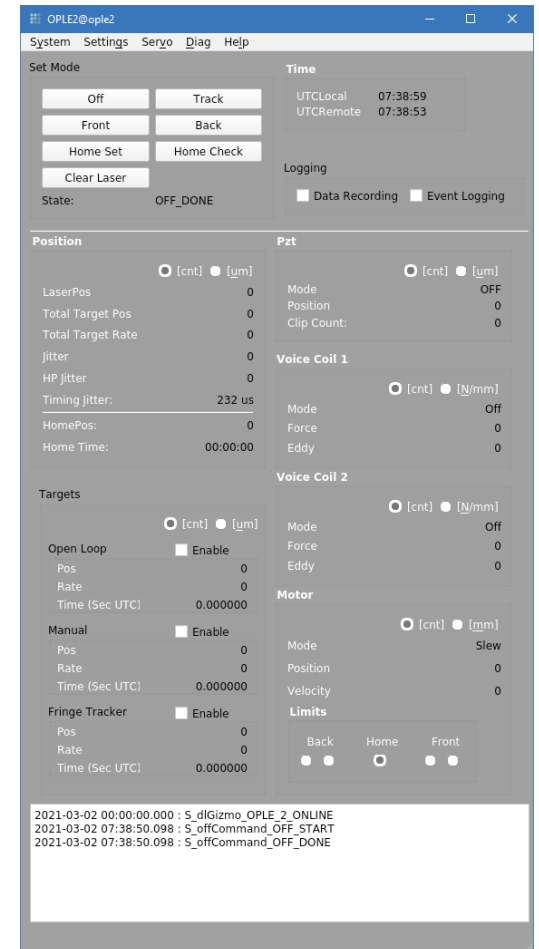 OPLE2@ople2
System Settings Servo Diag Help
Set Mode
Off Track
Front Back
Home Set Home Check
Clear Laser
State: OFF_DONE
Time
UTCLocal 07:38:59
UTCRemote 07:38:53
Logging
Data Recording Event Logging
Position
[cnt] [um]
LaserPos 0
Total Target Pos 0
Total Target Rate 0
Jitter 0
HP Jitter 0
Timing Jitter: 232 us
HomePos: 0
Home Time: 00:00:00
Targets
[cnt] [um]
Open Loop Enable
Pos 0
Rate 0
Time (Sec UTC) 0.000000
Manual Enable
Pos 0
Rate 0
Time (Sec UTC) 0.000000
Fringe Tracker Enable
Pos 0
Rate 0
Time (Sec UTC) 0.000000
Pzt
[cnt] [um]
Mode OFF
Position 0
Clip Count: 0
Voice Coil 1
[cnt] [N/mm]
Mode Off
Force 0
Eddy 0
Voice Coil 2
[cnt] [N/mm]
Mode Off
Force 0
Eddy 0
Motor
[cnt] [mm]
Mode Slew
Position 0
Velocity 0
Limits
Back Home Front
2021-03-02 00:00:00.000 : S_dlGizmo_OPLE_2_ONLINE
2021-03-02 07:38:50.098 : S_offCommand_OFF_START
2021-03-02 07:38:50.098 : S_offCommand_OFF_DONE